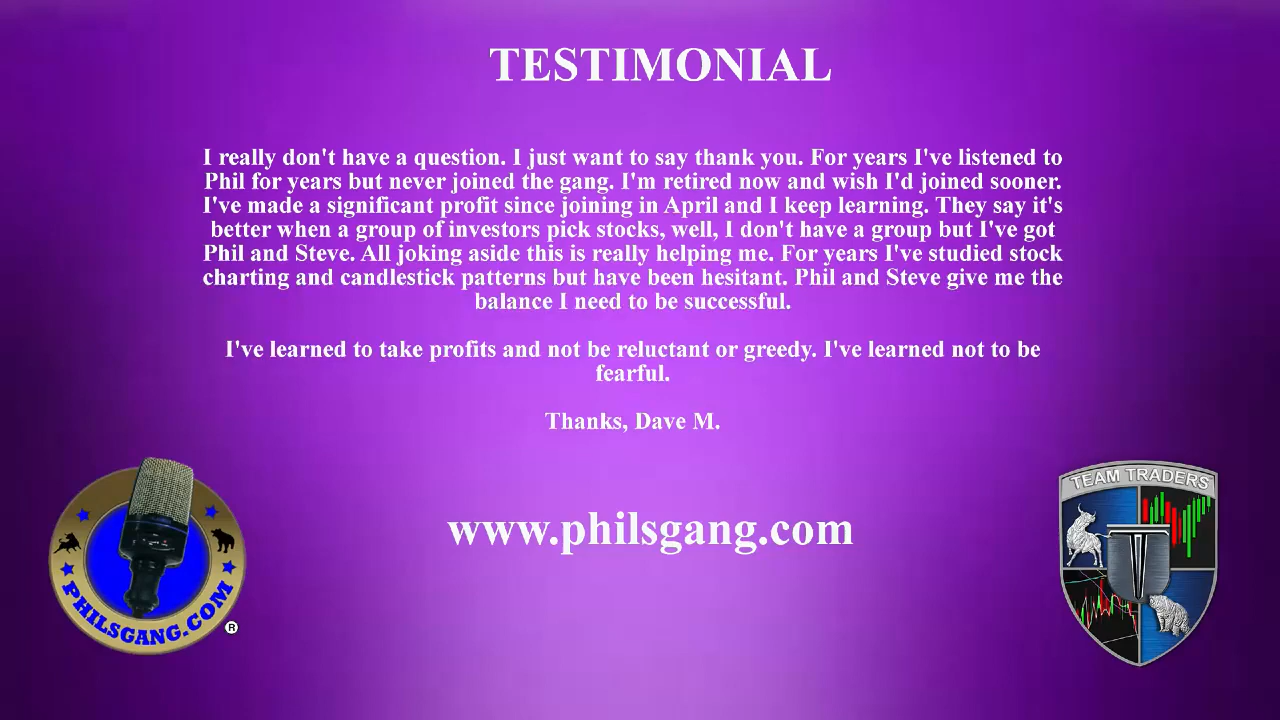 TESTIMONIAL
I really don't have a question. I just want to say thank you. For years I've listened to
Phil for years but never joined the gang. I'm retired now and wish I'd joined sooner.
I've made a significant profit since joining in April and I keep learning. They say it's
better when a group of investors pick stocks, well, I don't have a group but I've got
Phil and Steve. All joking aside this is really helping me. For years I've studied stock
charting and candlestick patterns but have been hesitant. Phil and Steve give me the
balance I need to be successful.
I've learned to take profits and not be reluctant or greedy. I've learned not to be
fearful.
Thanks, Dave M.
www.philsgang.com
PHILSGANG.COM
®
TEAM TRADERS
T